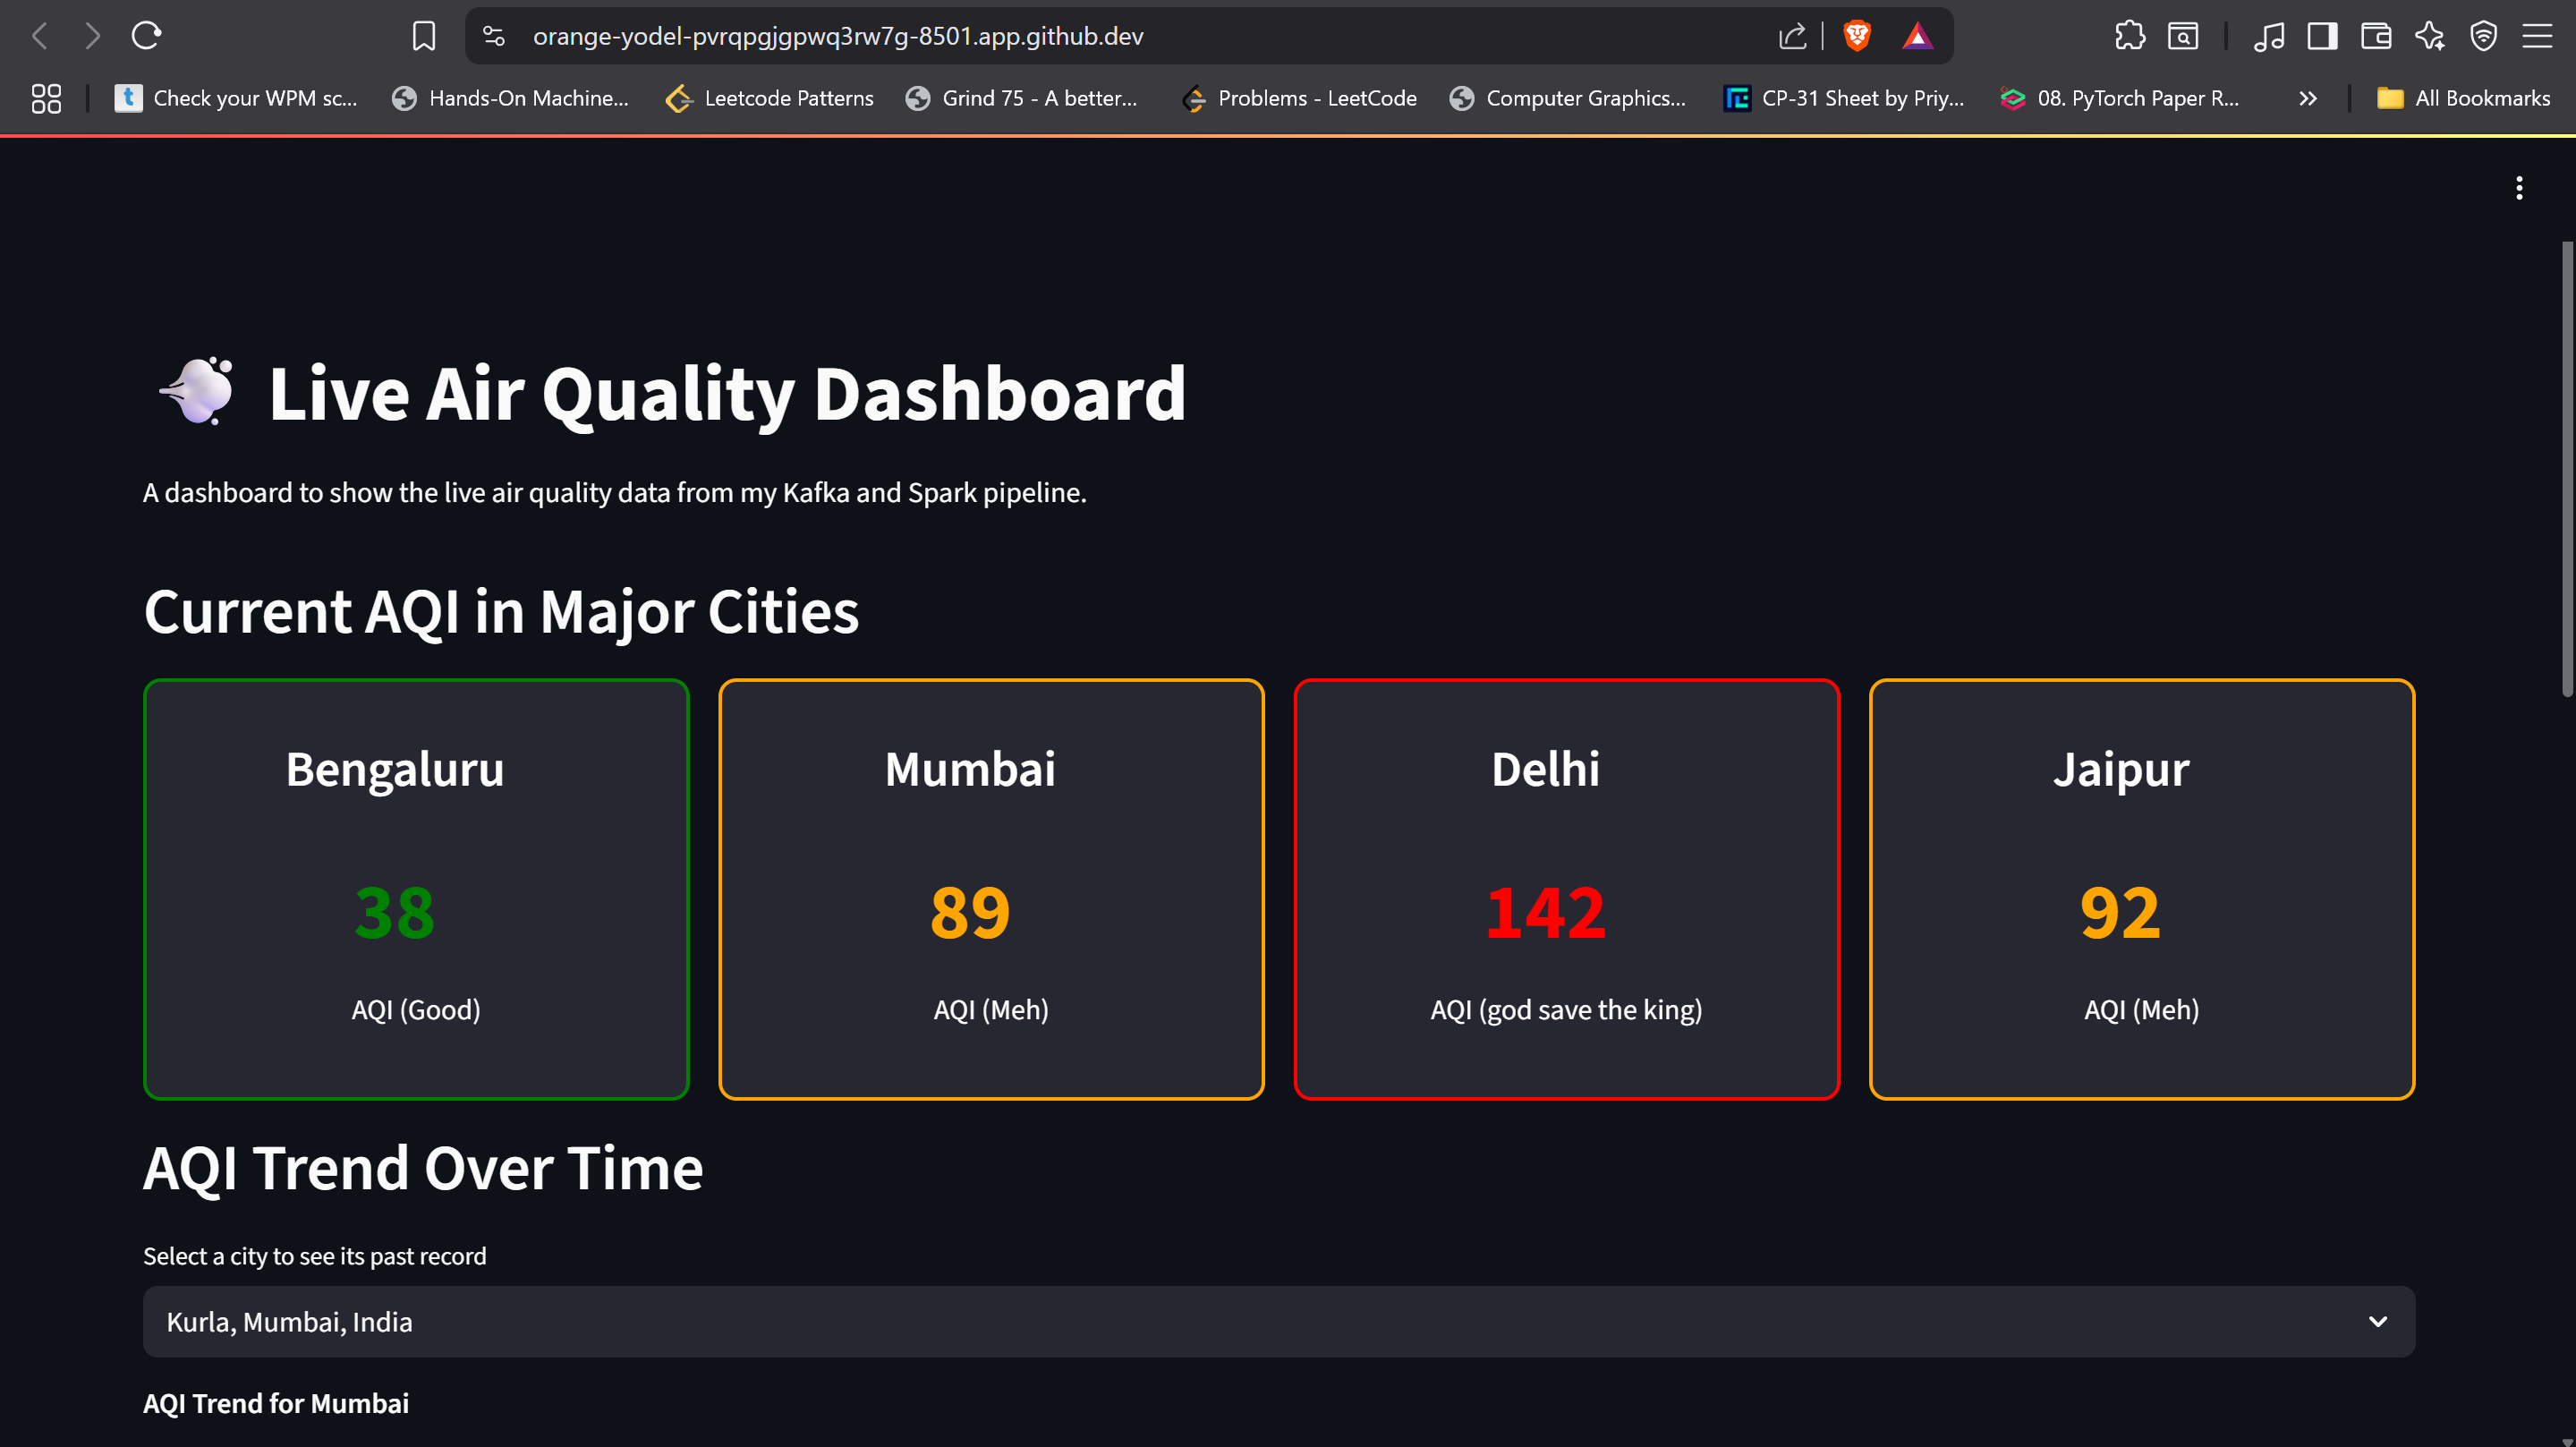 orange-yodel-pvrqpgjgpwq3rw7g-8501.app.github.dev
Check your WPM sc...
Hands-On Machine...
Leetcode Patterns
Grind 75 - A better...
Problems - LeetCode
Computer Graphics...
CP-31 Sheet by Priy...
08. PyTorch Paper R...
All Bookmarks
Live Air Quality Dashboard
A dashboard to show the live air quality data from my Kafka and Spark pipeline.
Current AQI in Major Cities
Bengaluru
38
AQI (Good)
Mumbai
89
AQI (Meh)
Delhi
142
AQI (god save the king)
Jaipur
92
AQI (Meh)
AQI Trend Over Time
Select a city to see its past record
Kurla, Mumbai, India
AQI Trend for Mumbai